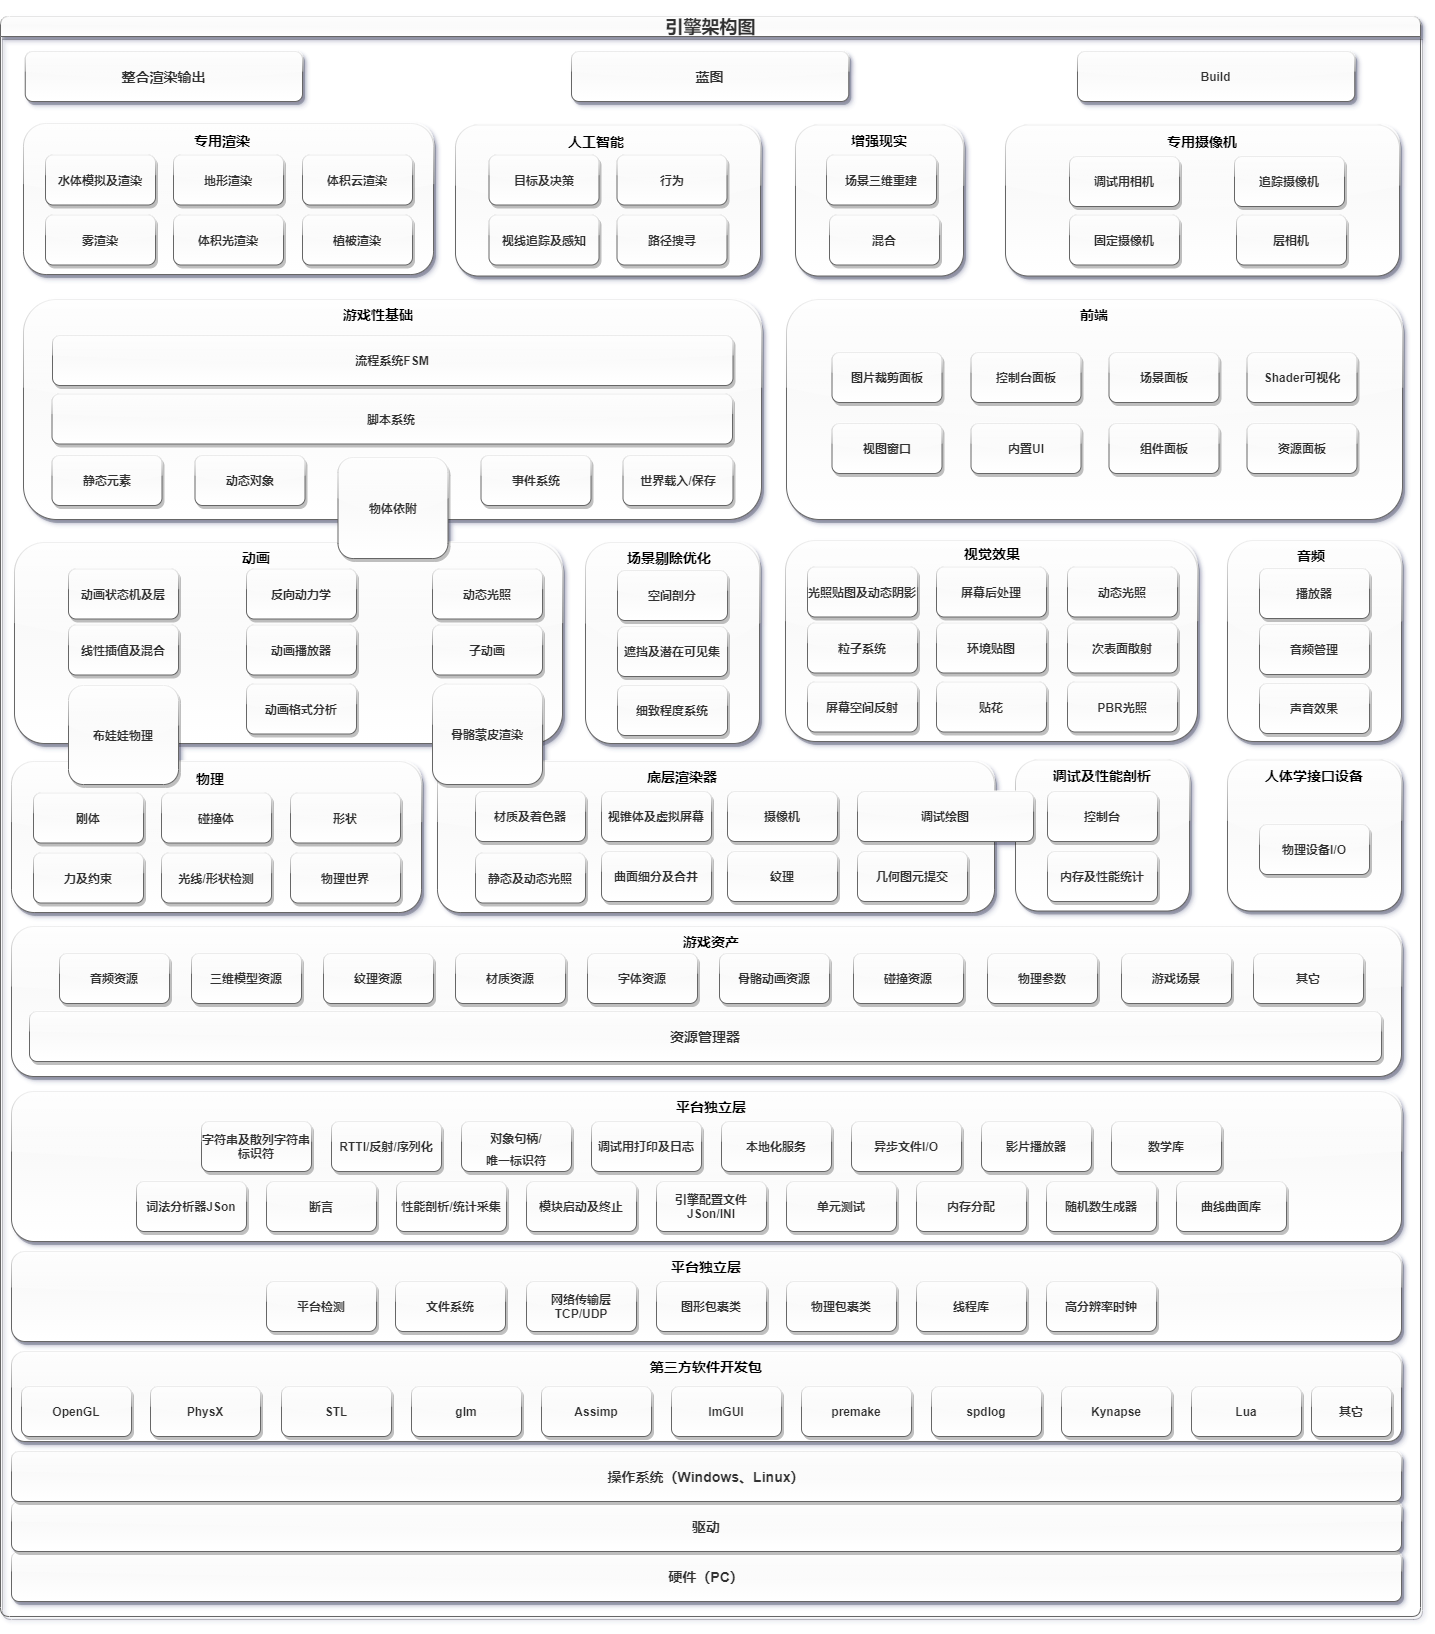 引擎架构图
整合渲染输出
蓝图
Build
专用渲染
水体模拟及渲染
地形渲染
体积云渲染
雾渲染
体积光渲染
植被渲染
人工智能
目标及决策
行为
视线追踪及感知
路径搜寻
增强现实
场景三维重建
混合
专用摄像机
调试用相机
追踪摄像机
固定摄像机
层相机
游戏性基础
流程系统FSM
脚本系统
静态元素
动态对象
物体依附
事件系统
世界载入/保存
前端
图片裁剪面板
控制台面板
场景面板
Shader可视化
视图窗口
内置UI
组件面板
资源面板
动画
动画状态机及层
反向动力学
动态光照
线性插值及混合
动画播放器
子动画
布娃娃物理
动画格式分析
骨骼蒙皮渲染
场景剔除优化
空间剖分
遮挡及潜在可见集
细致程度系统
视觉效果
光照贴图及动态阴影
屏幕后处理
动态光照
粒子系统
环境贴图
次表面散射
屏幕空间反射
贴花
PBR光照
音频
播放器
音频管理
声音效果
物理
刚体
碰撞体
形状
力及约束
光线/形状检测
物理世界
底层渲染器
材质及着色器
视锥体及虚拟屏幕
摄像机
调试绘图
静态及动态光照
曲面细分及合并
纹理
几何图元提交
调试及性能剖析
控制台
内存及性能统计
人体学接口设备
物理设备I/O
游戏资产
音频资源
三维模型资源
纹理资源
材质资源
字体资源
骨骼动画资源
碰撞资源
物理参数
游戏场景
其它
资源管理器
平台独立层
字符串及散列字符串
标识符
RTTI/反射/序列化
对象句柄/
唯一标识符
调试用打印及日志
本地化服务
异步文件I/O
影片播放器
数学库
词法分析器JSon
断言
性能剖析/统计采集
模块启动及终止
引擎配置文件
JSon/INI
单元测试
内存分配
随机数生成器
曲线曲面库
平台独立层
平台检测
文件系统
网络传输层
TCP/UDP
图形包裹类
物理包裹类
线程库
高分辨率时钟
第三方软件开发包
OpenGL
PhysX
STL
glm
Assimp
ImGUI
premake
spdlog
Kynapse
Lua
其它
操作系统（Windows、Linux）
驱动
硬件（PC）